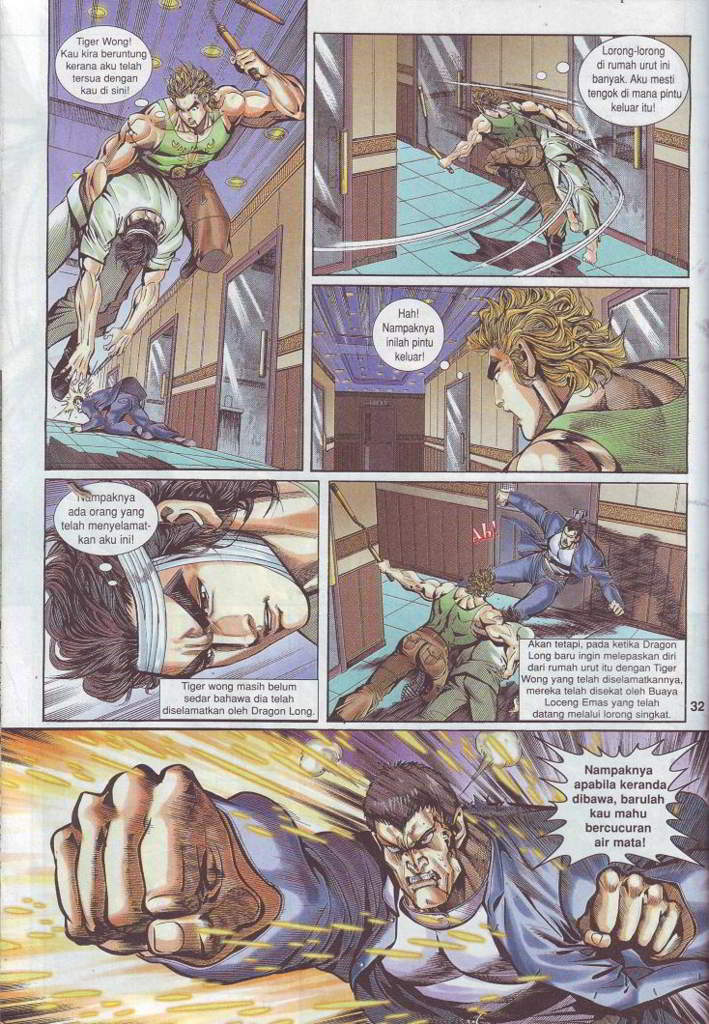 Tiger Wong!
Kau kira beruntung
kerana aku telah
tersua dengan
kau di sini!
Lorong-lorong
di rumah urut ini
banyak. Aku mesti
tengok di mana pintu
keluar itu!
Hah!
Nampaknya
inilah pintu
keluar!
Nampaknya
ada orang yang
telah menyelamat-
kan aku ini!
Tiger wong masih belum
sedar bahawa dia telah
diselamatkan oleh Dragon Long.
Ah!
Akan tetapi, pada ketika Dragon
Long baru ingin melepaskan diri
dari rumah urut itu dengan Tiger
Wong yang telah diselamatkannya,
mereka telah disekat oleh Buaya
Loceng Emas yang telah
datang melalui lorong singkat.
32
Nampaknya
apabila keranda
dibawa, barulah
kau mahu
bercucuran
air mata!